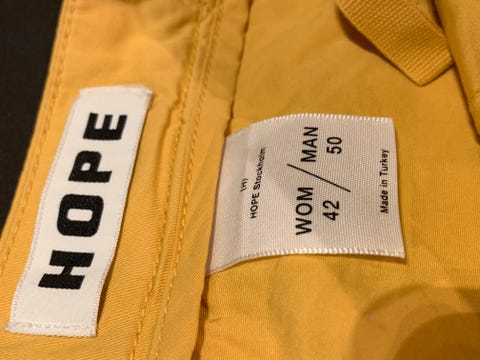 HOPE
(H)
HOPE Stockholm
WOM / MAN
42 / 50
Made in Turkey